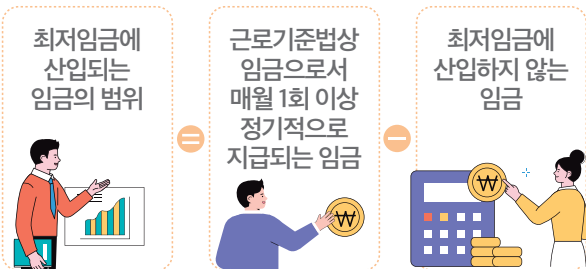 최저임금에
산입되는
임금의 범위
=
근로기준법상
임금으로서
매월 1회 이상
정기적으로
지급되는 임금
₩
−
최저임금에
산입하지 않는
임금
₩